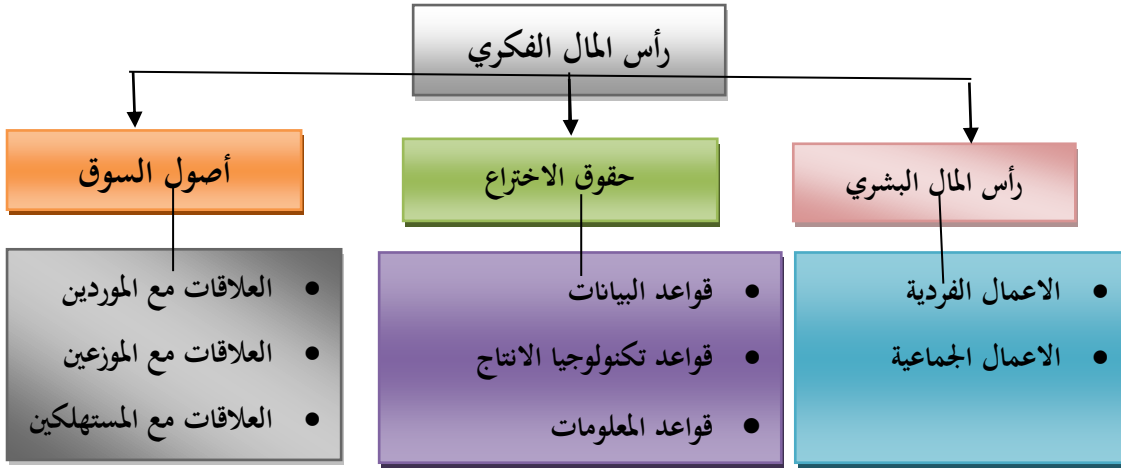 رأس المال الفكري
رأس المال البشري
حقوق الاختراع
أصول السوق
• الاعمال الفردية
• الاعمال الجماعية
• قواعد البيانات
• قواعد تكنولوجيا الانتاج
• قواعد المعلومات
• العلاقات مع الموردين
• العلاقات مع الموزعين
• العلاقات مع المستهلكين